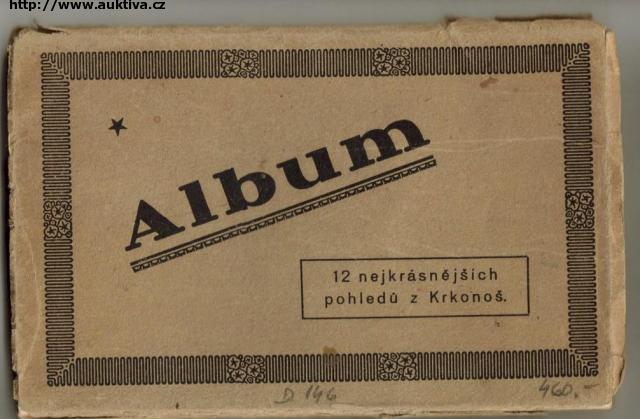 http://www.auktiva.cz
Album
12 nejkrásnějších
pohledů z Krkonoš.
D 146
460.-